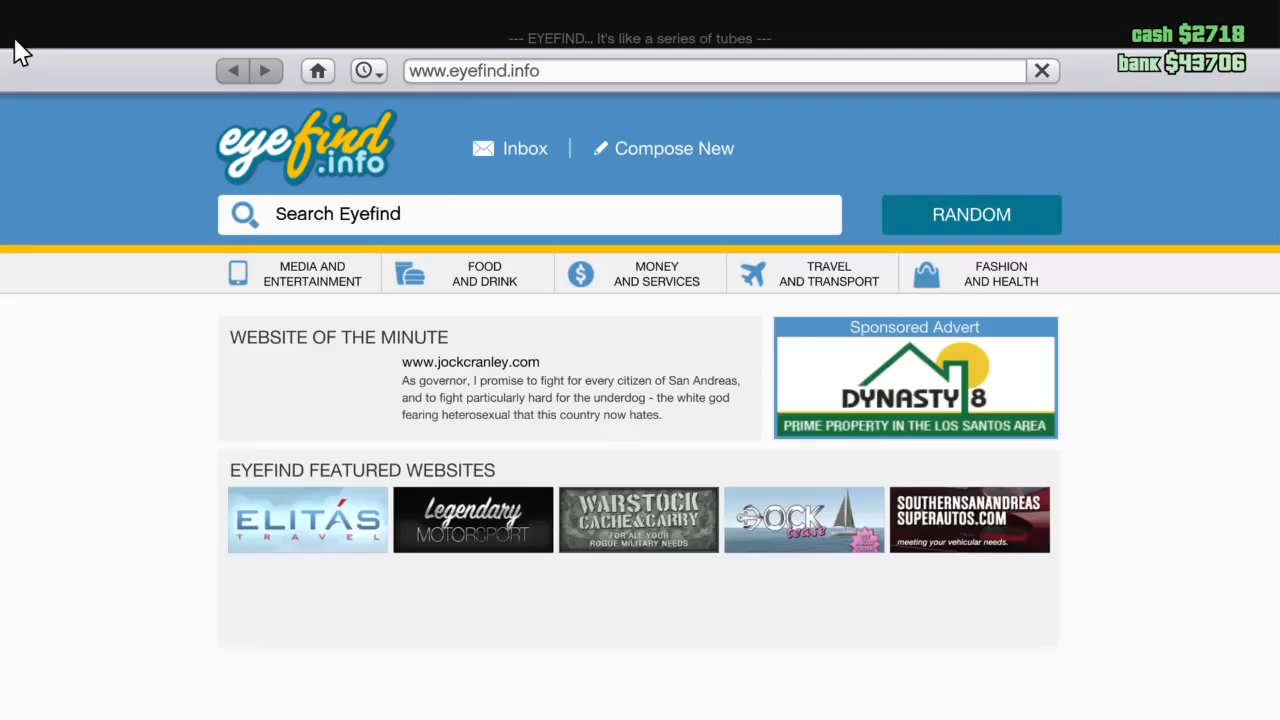 --- EYEFIND... It's like a series of tubes ---
cash $2718
bank $43706
www.eyefind.info
eyefind.info
Inbox
Compose New
Search Eyefind
RANDOM
MEDIA AND
ENTERTAINMENT
FOOD
AND DRINK
MONEY
AND SERVICES
TRAVEL
AND TRANSPORT
FASHION
AND HEALTH
WEBSITE OF THE MINUTE
www.jockcranley.com
As governor, I promise to fight for every citizen of San Andreas,
and to fight particularly hard for the underdog - the white god
fearing heterosexual that this country now hates.
Sponsored Advert
DYNASTY 8
PRIME PROPERTY IN THE LOS SANTOS AREA
EYEFIND FEATURED WEBSITES
ELITÁS
TRAVEL
Legendary
MOTORSPORT
WARSTOCK
CACHE&CARRY
FOR ALL YOUR
ROGUE MILITARY NEEDS
DOCK
tease
SOUTHERNSANANDREAS
SUPERAUTOS.COM
meeting your vehicular needs.